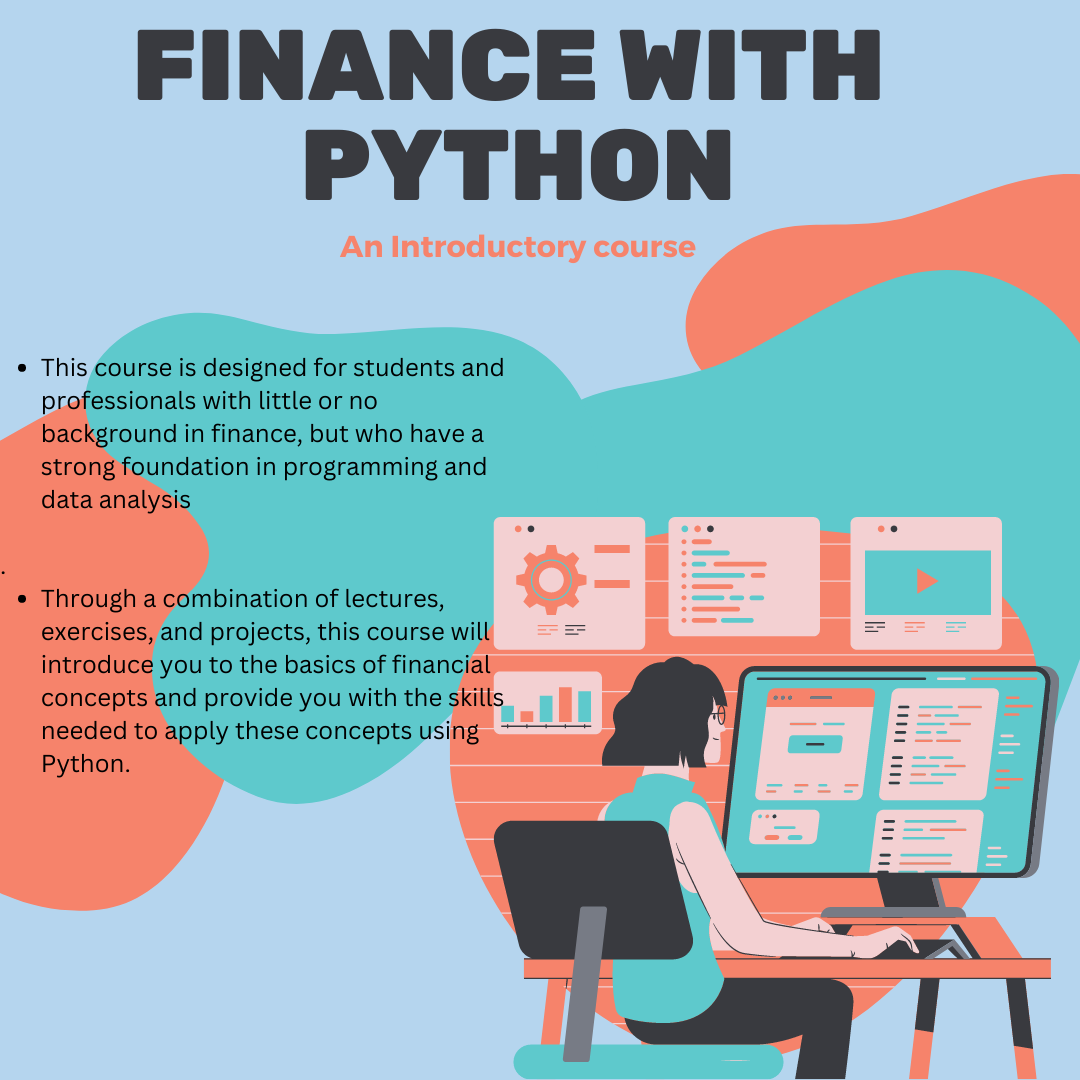 FINANCE WITH
PYTHON
An Introductory course
• This course is designed for students and
professionals with little or no
background in finance, but who have a
strong foundation in programming and
data analysis
.
• Through a combination of lectures,
exercises, and projects, this course will
introduce you to the basics of financial
concepts and provide you with the skills
needed to apply these concepts using
Python.